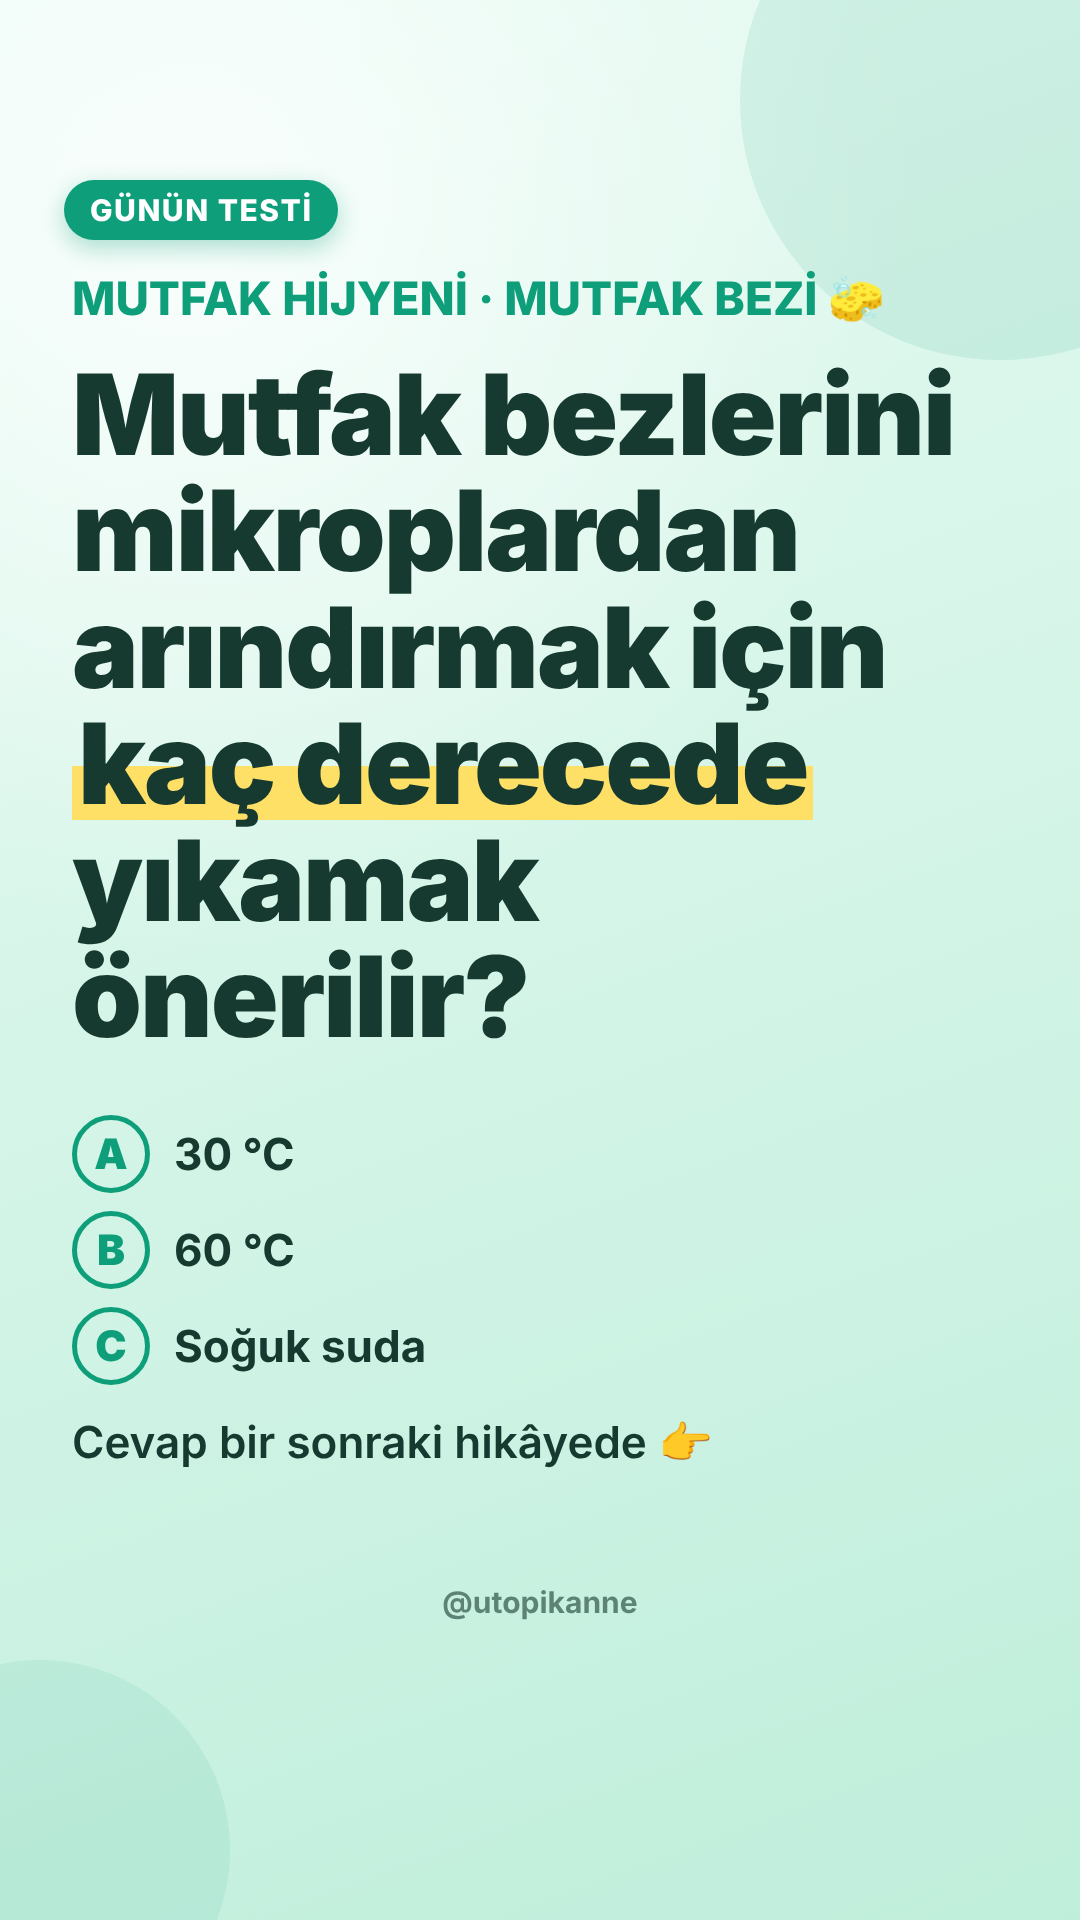 GÜNÜN TESTİ
MUTFAK HİJYENİ · MUTFAK BEZİ 🧽
Mutfak bezlerini
mikroplardan
arındırmak için
kaç derecede
yıkamak
önerilir?
A 30 °C
B 60 °C
C Soğuk suda
Cevap bir sonraki hikâyede 👉
@utopikanne